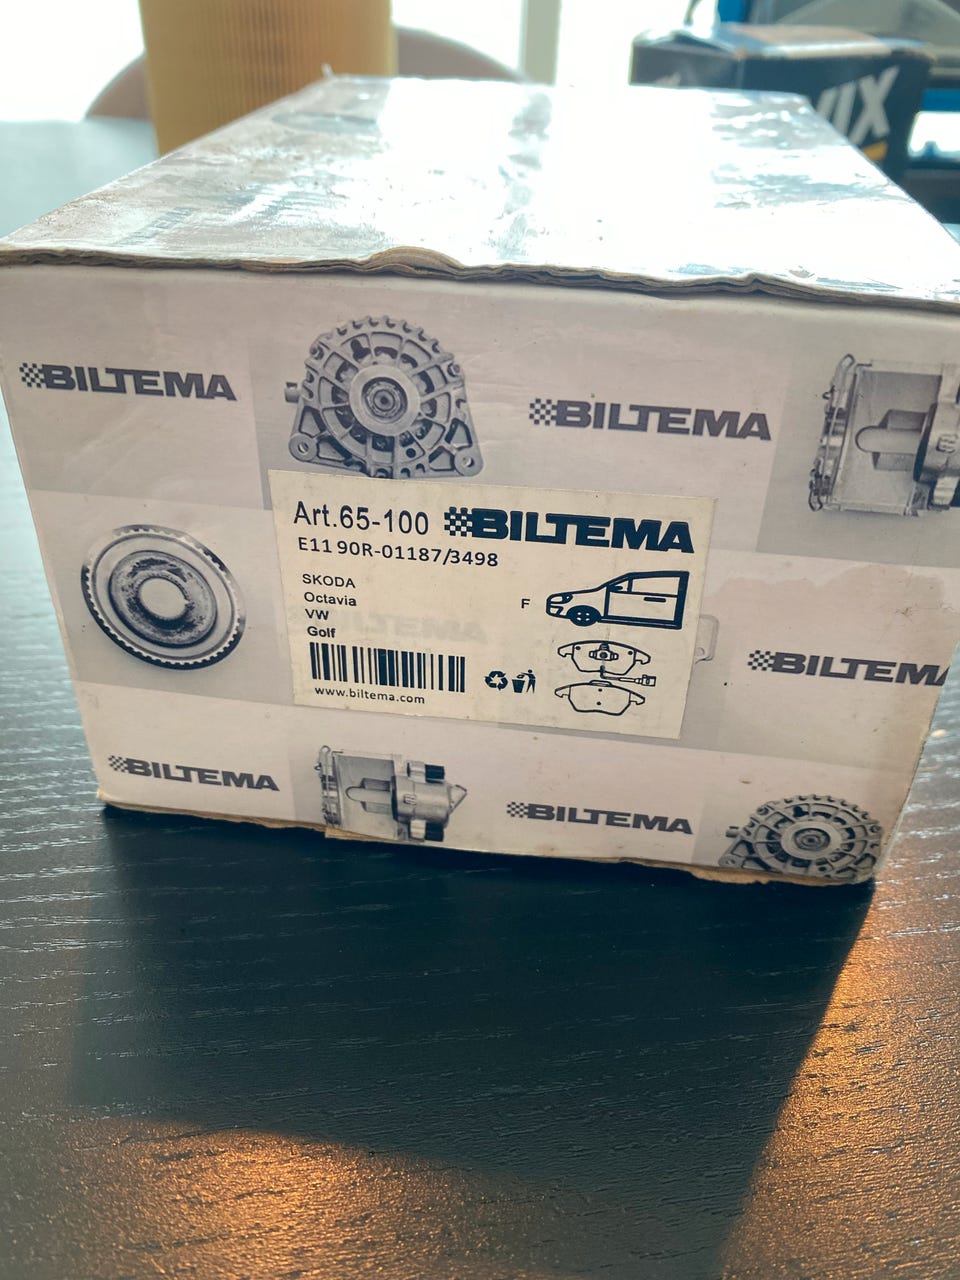 VIX
BILTEMA
BILTEMA
Art.65-100 BILTEMA
E11 90R-01187/3498
SKODA
Octavia
VW
Golf
F
www.biltema.com
BILTEMA
BILTEMA
BILTEMA